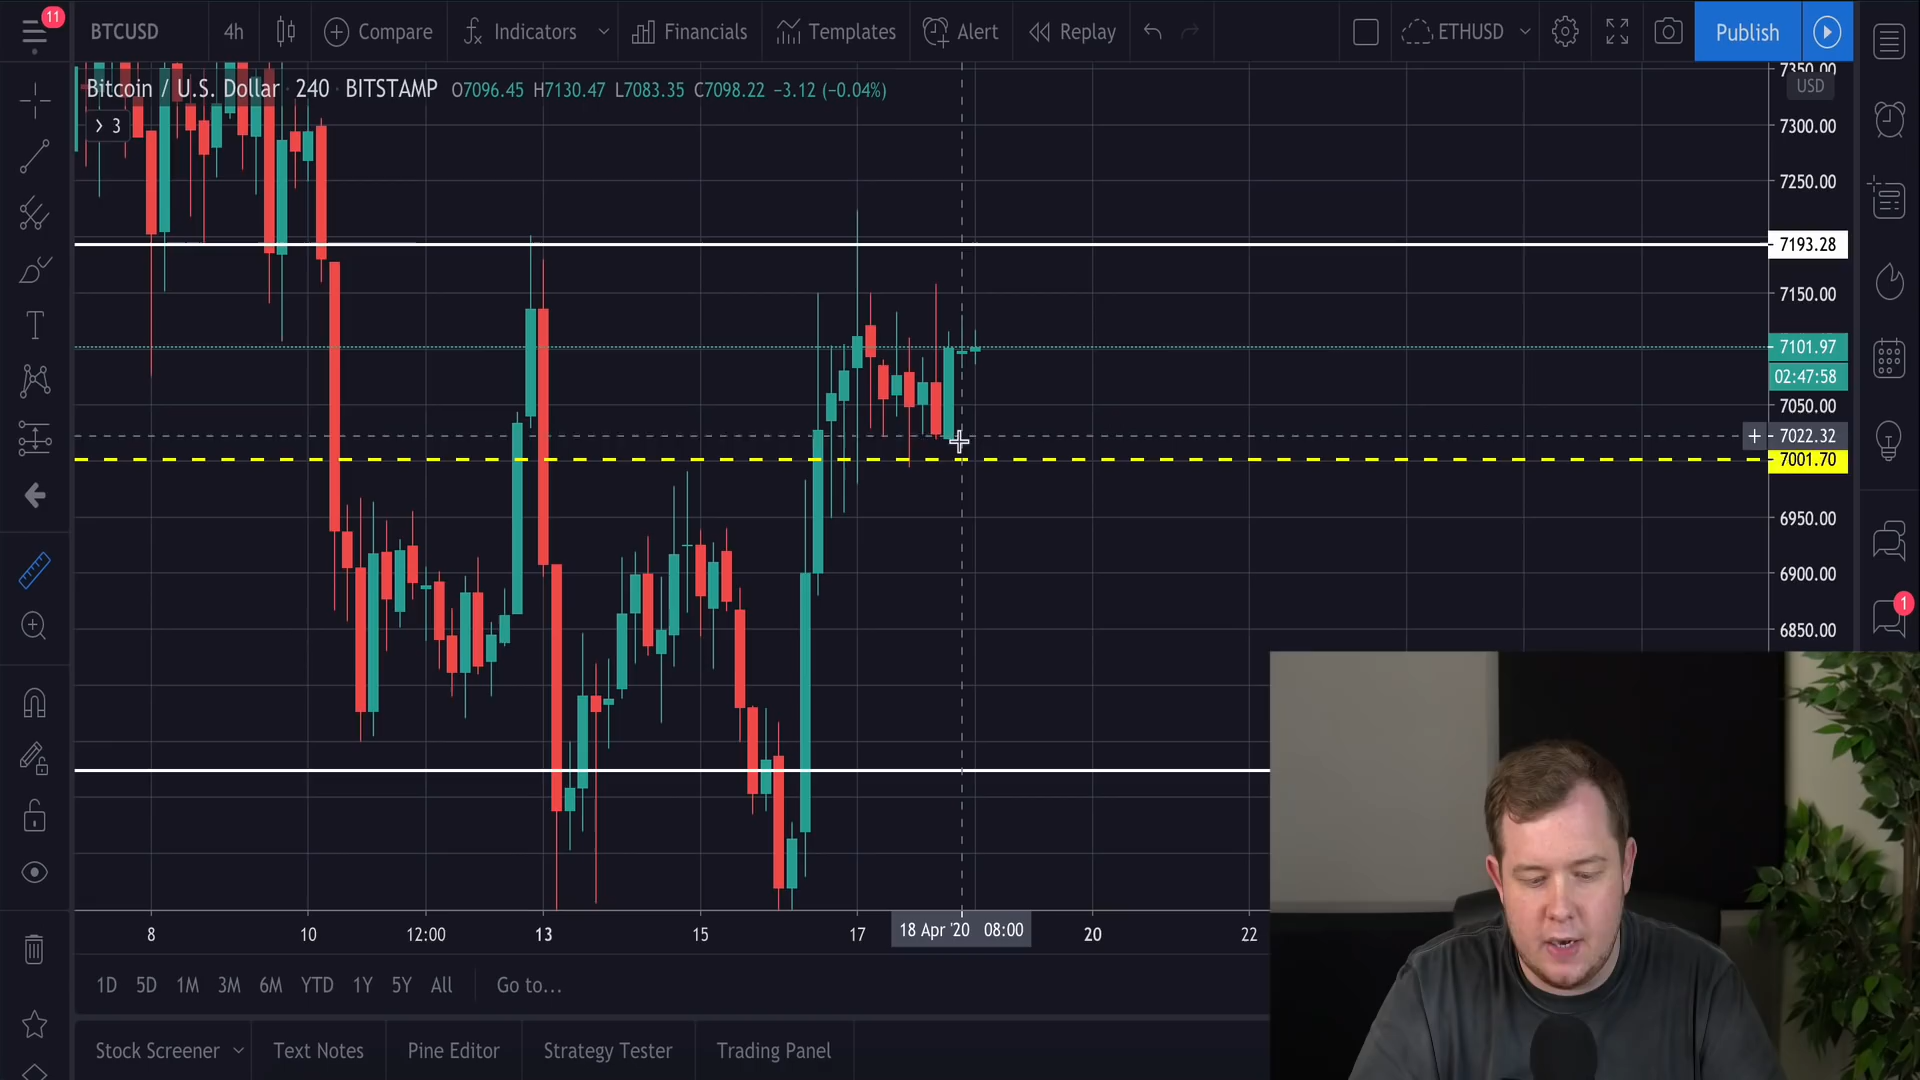 11
BTCUSD 4h Compare Indicators Financials Templates Alert Replay ETHUSD Publish
Bitcoin / U.S. Dollar 240 BITSTAMP O7096.45 H7130.47 L7083.35 C7098.22 −3.12 (−0.04%)
3
7350.00
USD
7300.00
7250.00
7193.28
7150.00
7101.97
02:47:58
7050.00
7022.32
7001.70
6950.00
6900.00
1
6850.00
8 10 12:00 13 15 17 18 Apr '20 08:00 20 22
1D 5D 1M 3M 6M YTD 1Y 5Y All Go to...
Stock Screener Text Notes Pine Editor Strategy Tester Trading Panel